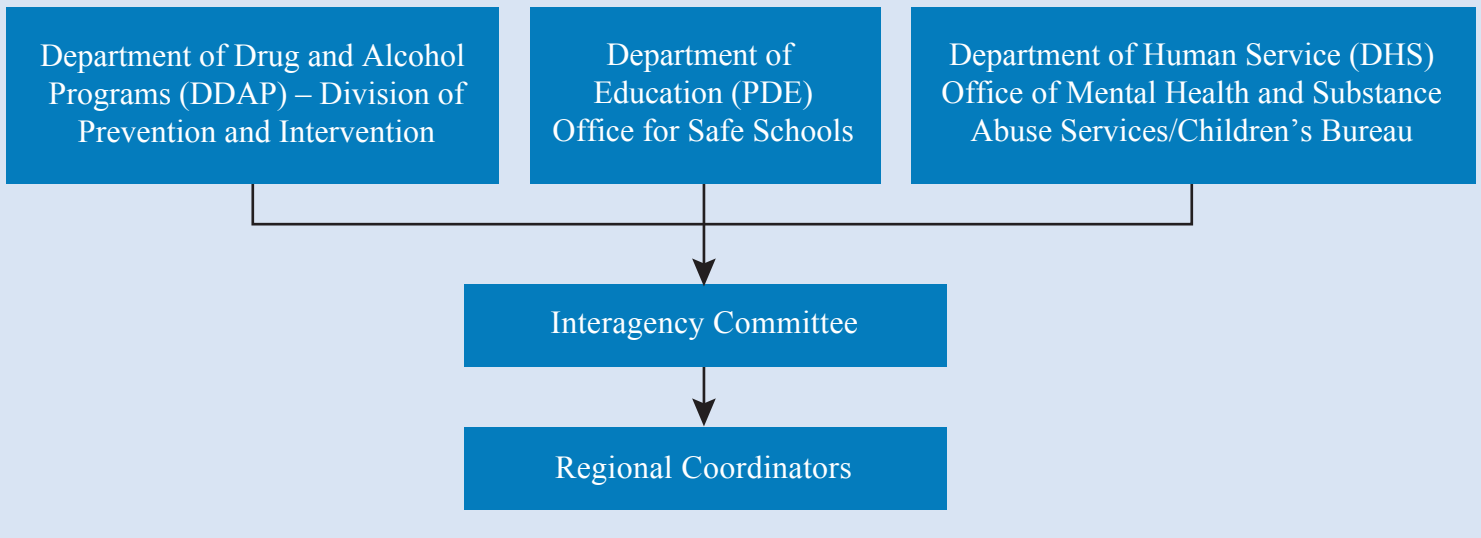 Department of Drug and Alcohol
Programs (DDAP) – Division of
Prevention and Intervention
Department of
Education (PDE)
Office for Safe Schools
Department of Human Service (DHS)
Office of Mental Health and Substance
Abuse Services/Children’s Bureau
Interagency Committee
Regional Coordinators